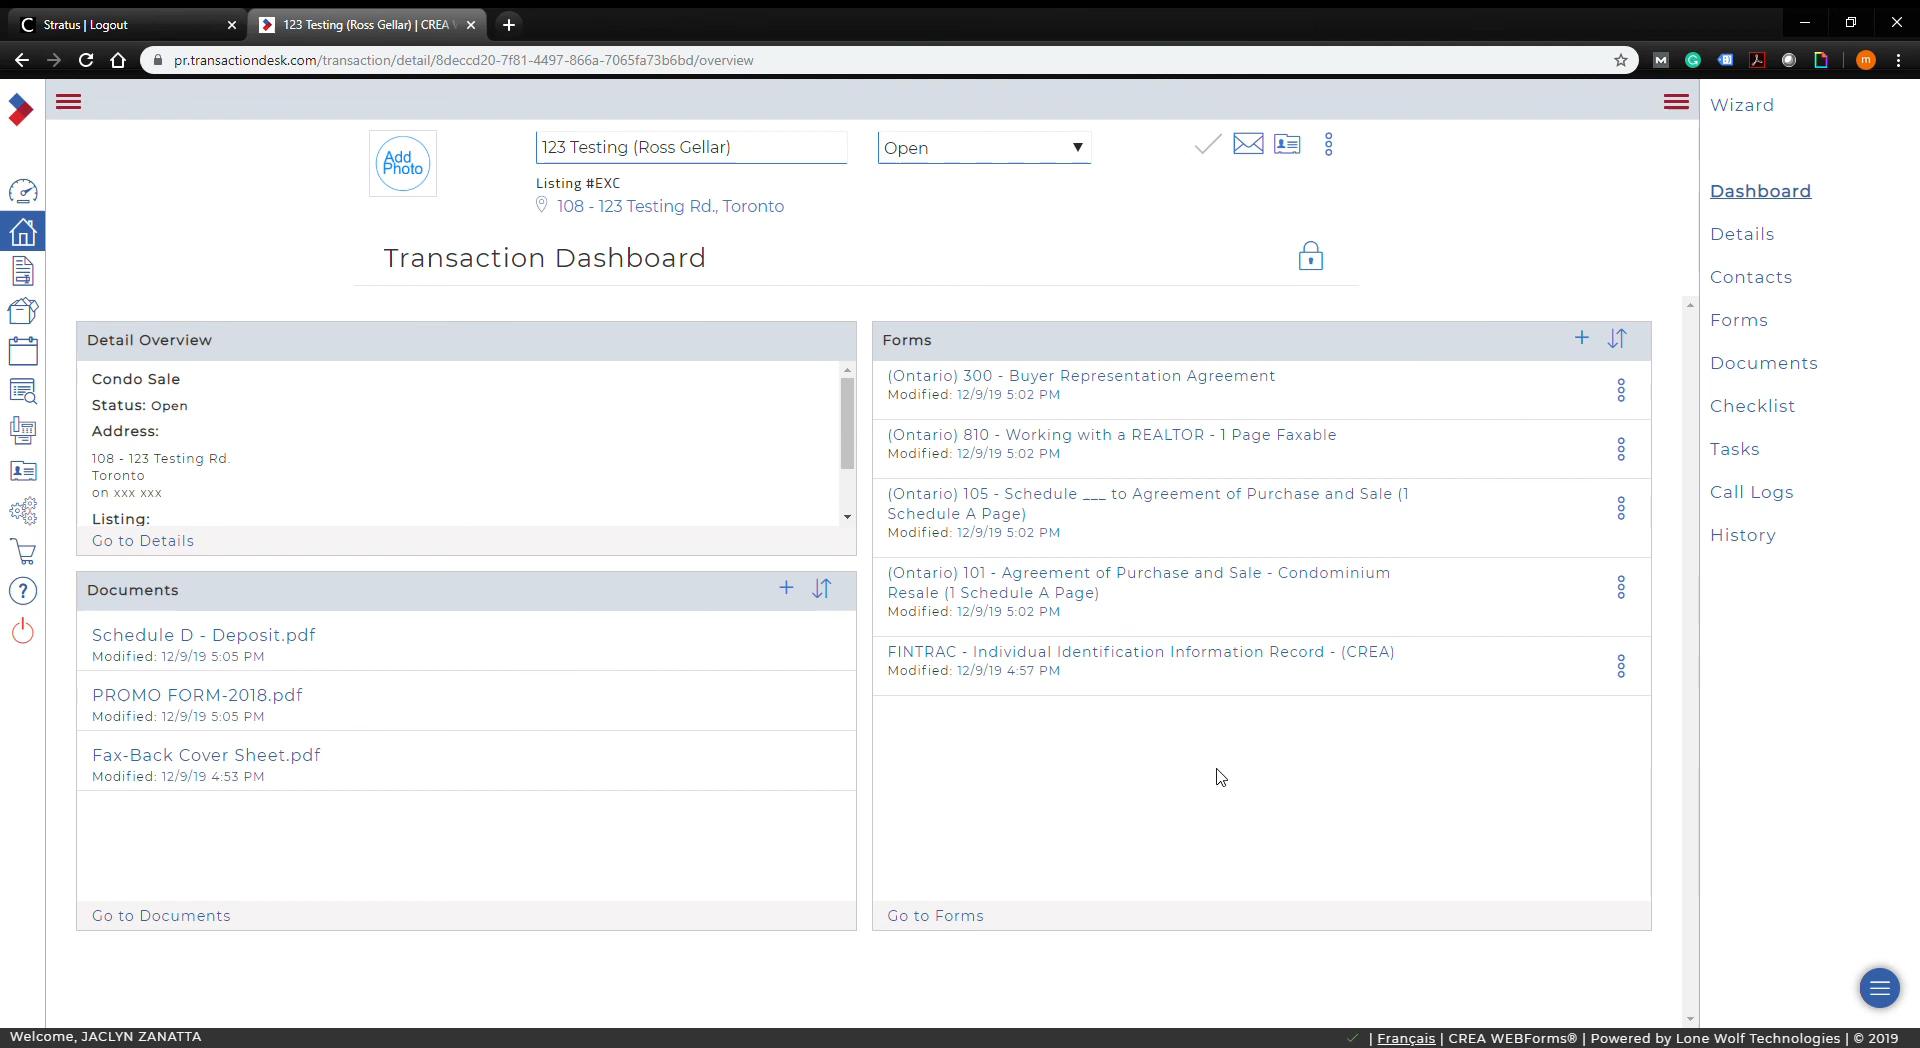 Stratus | Logout
123 Testing (Ross Gellar) | CREA
pr.transactiondesk.com/transaction/detail/8deccd20-7f81-4497-866a-7065fa73b6bd/overview
Add
Photo
123 Testing (Ross Gellar)
Open
Listing #EXC
108 - 123 Testing Rd., Toronto
Transaction Dashboard
Detail Overview
Condo Sale
Status: Open
Address:
108 - 123 Testing Rd.
Toronto
on xxx xxx
Listing:
Go to Details
Documents
Schedule D - Deposit.pdf
Modified: 12/9/19 5:05 PM
PROMO FORM-2018.pdf
Modified: 12/9/19 5:05 PM
Fax-Back Cover Sheet.pdf
Modified: 12/9/19 4:53 PM
Go to Documents
Forms
(Ontario) 300 - Buyer Representation Agreement
Modified: 12/9/19 5:02 PM
(Ontario) 810 - Working with a REALTOR - 1 Page Faxable
Modified: 12/9/19 5:02 PM
(Ontario) 105 - Schedule ___ to Agreement of Purchase and Sale (1
Schedule A Page)
Modified: 12/9/19 5:02 PM
(Ontario) 101 - Agreement of Purchase and Sale - Condominium
Resale (1 Schedule A Page)
Modified: 12/9/19 5:02 PM
FINTRAC - Individual Identification Information Record - (CREA)
Modified: 12/9/19 4:57 PM
Go to Forms
Wizard
Dashboard
Details
Contacts
Forms
Documents
Checklist
Tasks
Call Logs
History
Welcome, JACLYN ZANATTA
| Français | CREA WEBForms® | Powered by Lone Wolf Technologies | © 2019